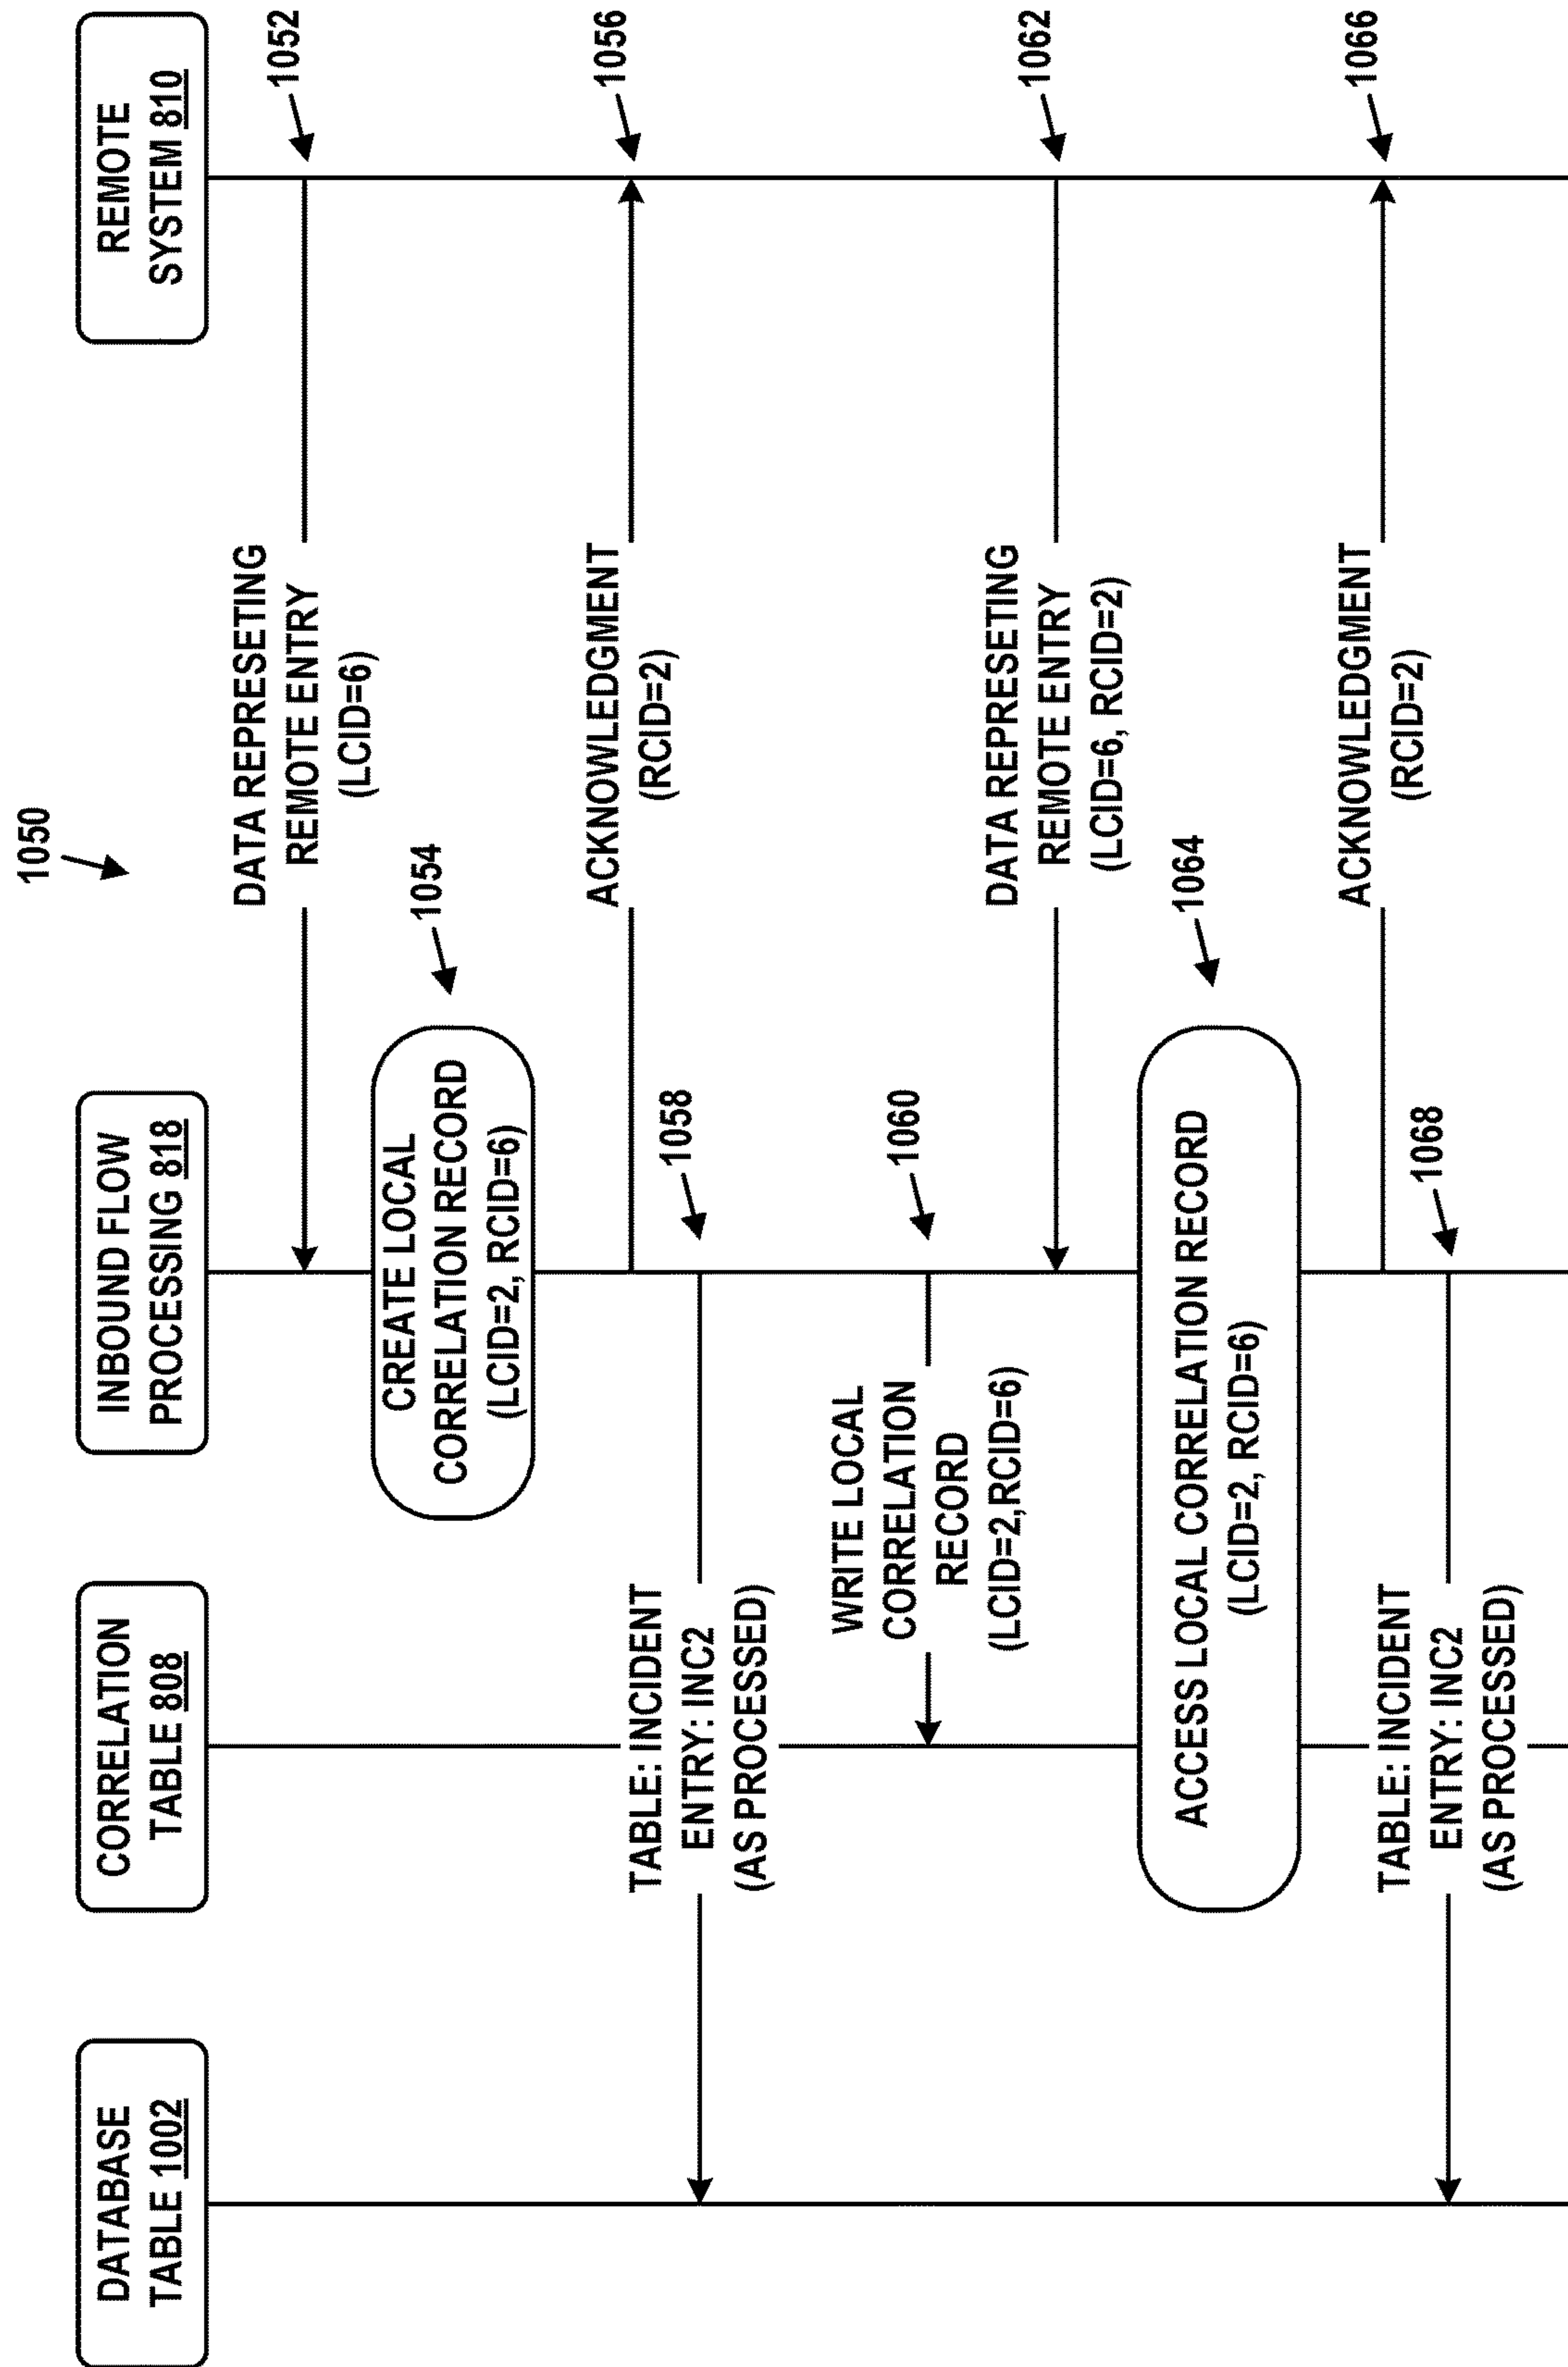 1050
DATABASE
TABLE 1002
CORRELATION
TABLE 808
INBOUND FLOW
PROCESSING 818
REMOTE
SYSTEM 810
1052
DATA REPRESETING
REMOTE ENTRY
(LCID=6)
1054
CREATE LOCAL
CORRELATION RECORD
(LCID=2, RCID=6)
1056
ACKNOWLEDGMENT
(RCID=2)
1058
TABLE: INCIDENT
ENTRY: INC2
(AS PROCESSED)
1060
WRITE LOCAL
CORRELATION
RECORD
(LCID=2,RCID=6)
1062
DATA REPRESETING
REMOTE ENTRY
(LCID=6, RCID=2)
1064
ACCESS LOCAL CORRELATION RECORD
(LCID=2, RCID=6)
1066
ACKNOWLEDGMENT
(RCID=2)
1068
TABLE: INCIDENT
ENTRY: INC2
(AS PROCESSED)